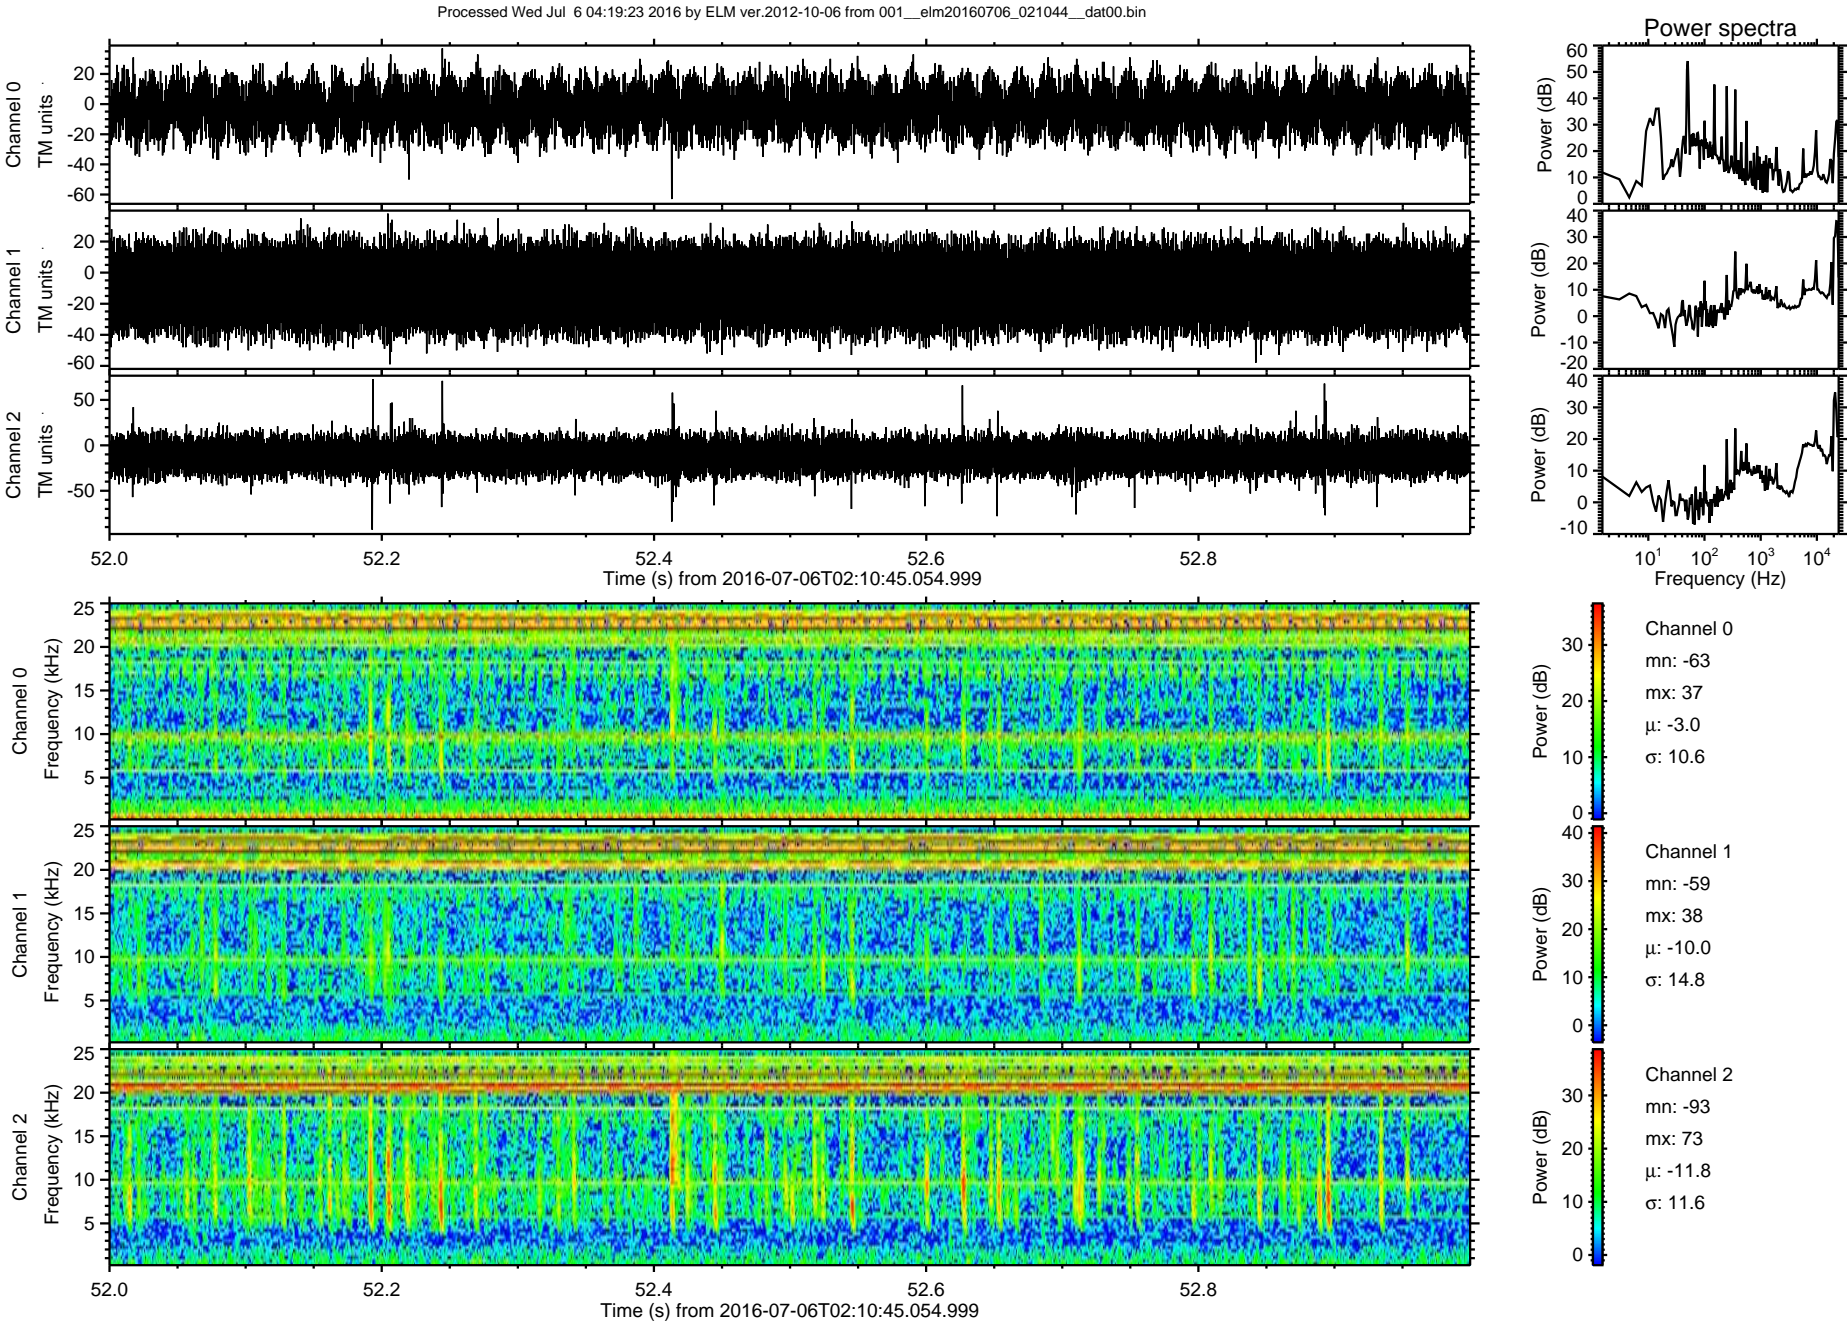 Processed Wed Jul  6 04:19:23 2016 by ELM ver.2012-10-06 from 001__elm20160706_021044__dat00.bin
Power spectra
Channel 0
TM units
20
0
-20
-40
-60
Power (dB)
60
50
40
30
20
10
0
Channel 1
TM units
20
0
-20
-40
-60
Power (dB)
40
30
20
10
0
-10
-20
Channel 2
TM units
50
0
-50
Power (dB)
40
30
20
10
0
-10
52.0 52.2 52.4 52.6 52.8
Time (s) from 2016-07-06T02:10:45.054.999
10^1 10^2 10^3 10^4
Frequency (Hz)
Channel 0
Frequency (kHz)
25
20
15
10
5
Power (dB)
30
20
10
0
Channel 0
mn: -63
mx: 37
μ: -3.0
σ: 10.6
Channel 1
Frequency (kHz)
25
20
15
10
5
Power (dB)
40
30
20
10
0
Channel 1
mn: -59
mx: 38
μ: -10.0
σ: 14.8
Channel 2
Frequency (kHz)
25
20
15
10
5
Power (dB)
30
20
10
0
Channel 2
mn: -93
mx: 73
μ: -11.8
σ: 11.6
52.0 52.2 52.4 52.6 52.8
Time (s) from 2016-07-06T02:10:45.054.999